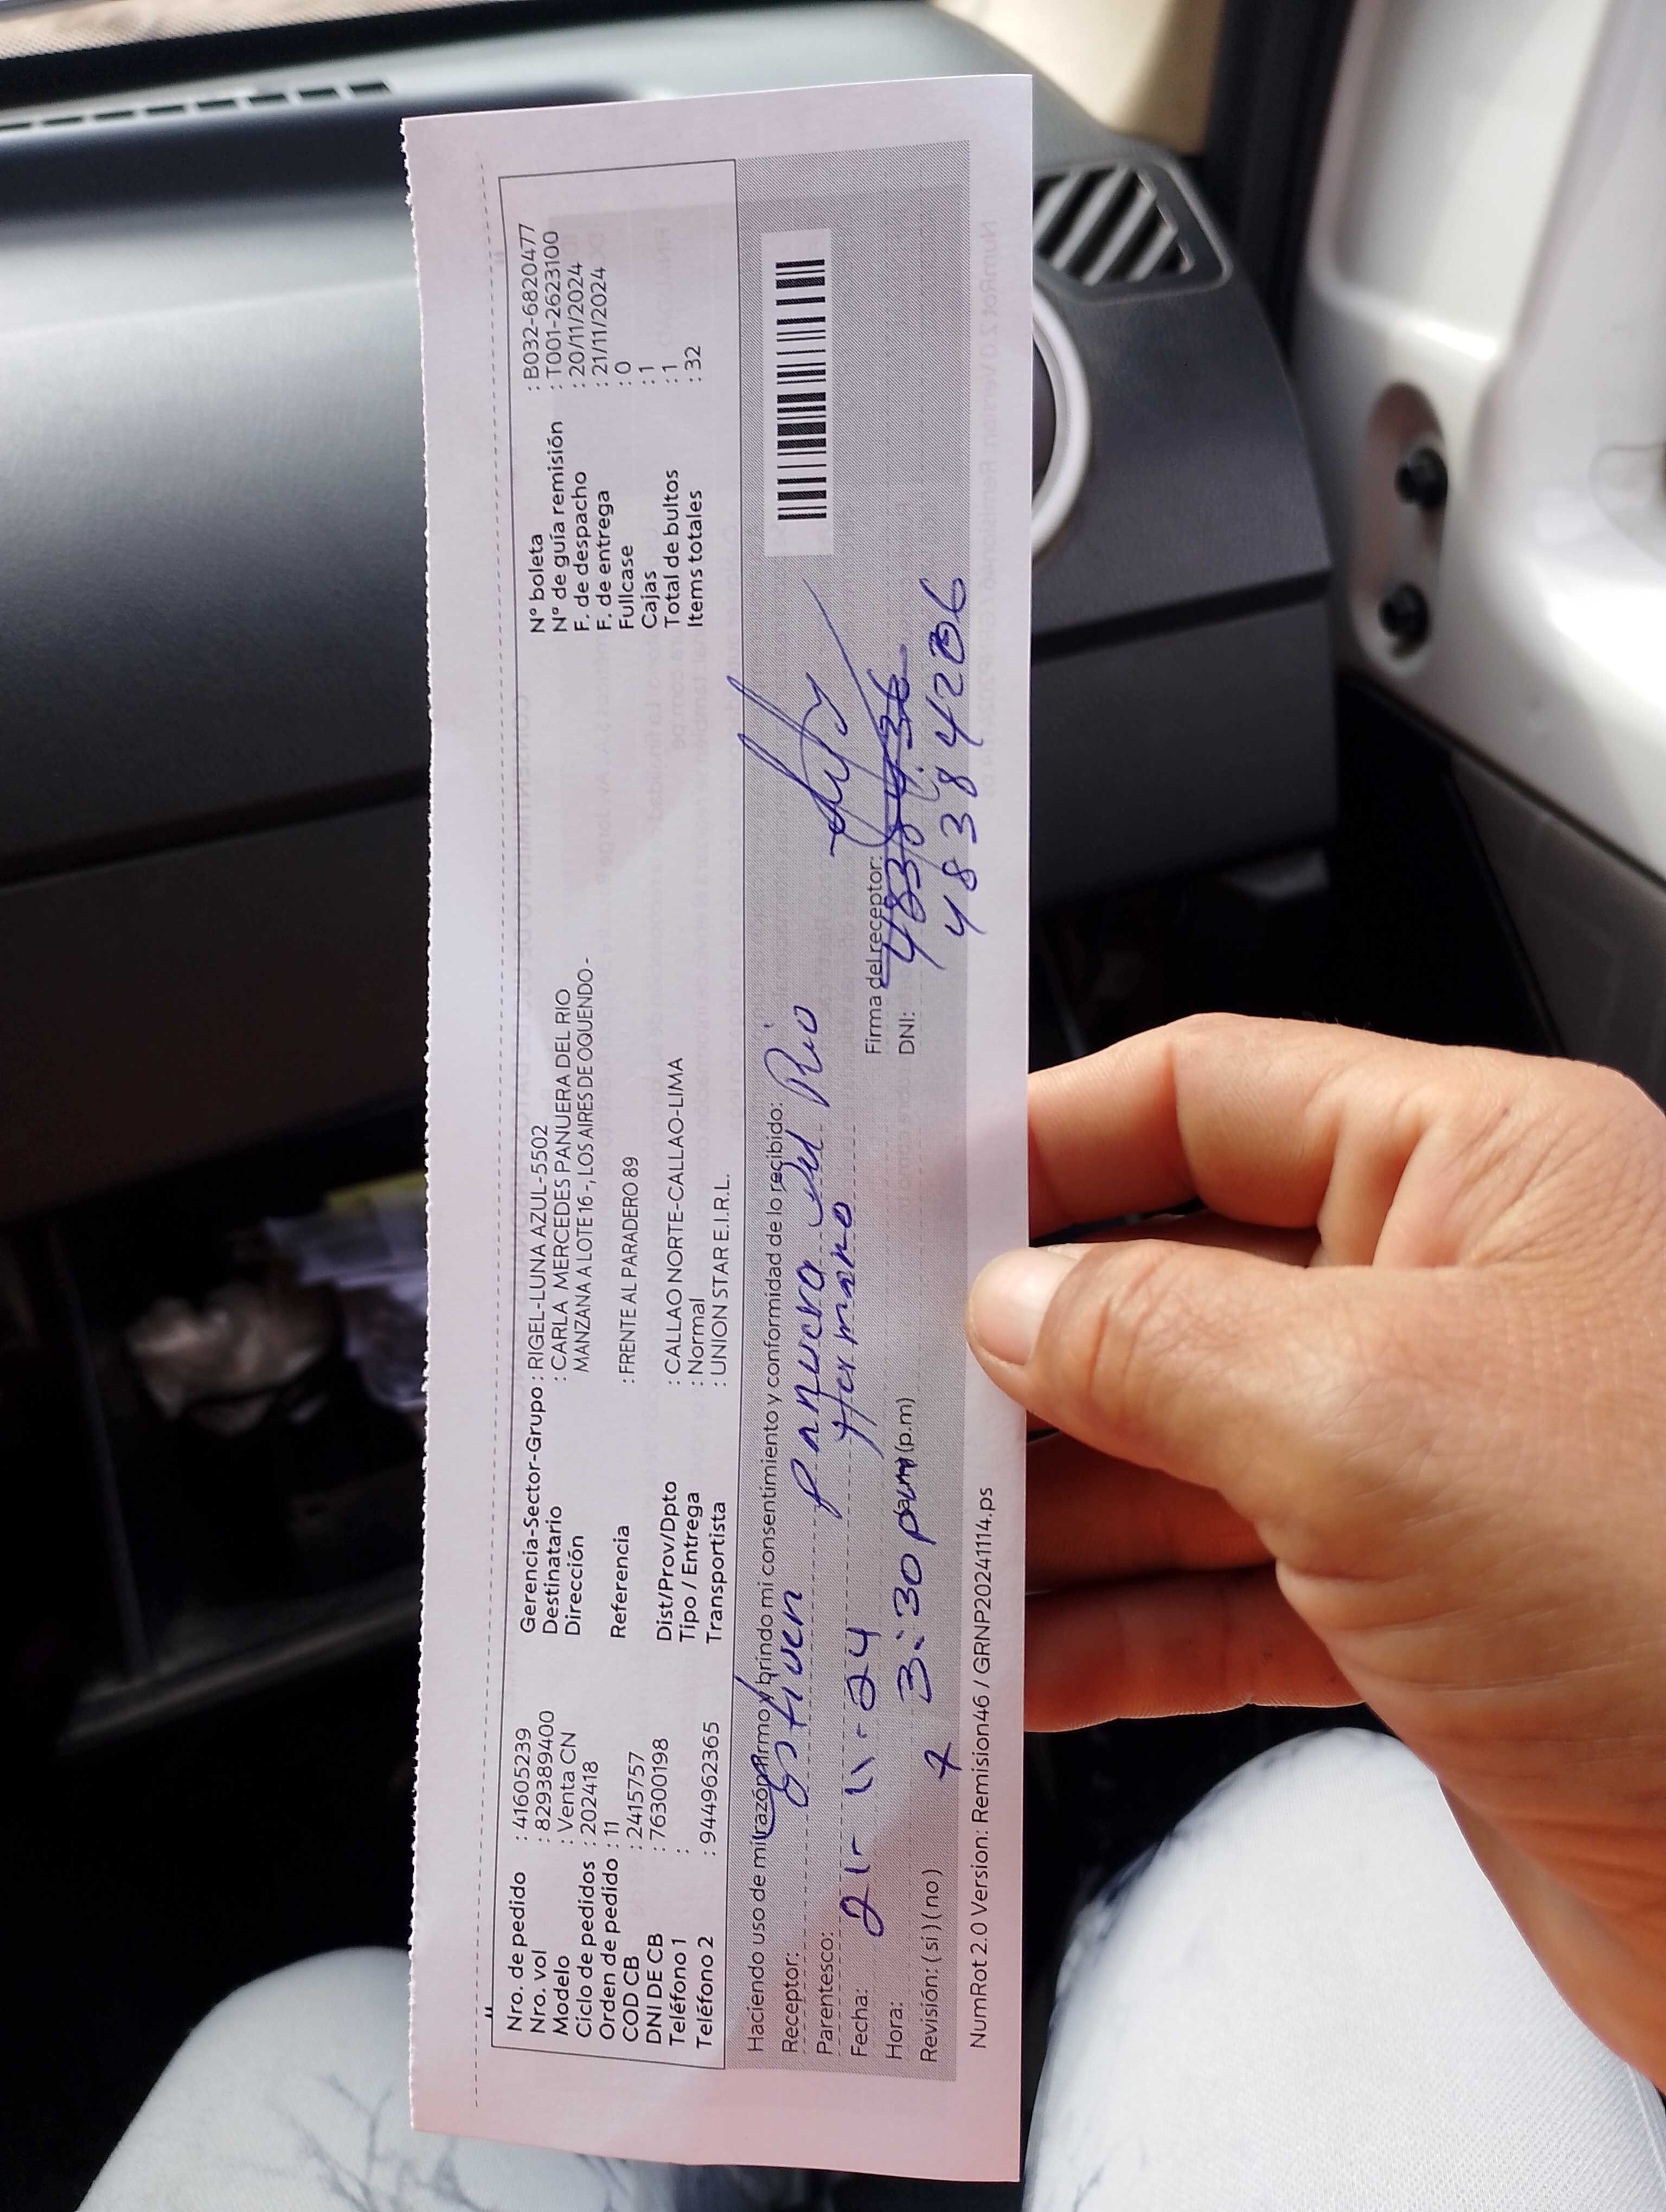 Nro. de pedido : 41605239
Nro. vol : 829389400
Modelo : Venta CN
Ciclo de pedidos : 202418
Orden de pedido : 11
COD CB : 2415757
DNI DE CB : 76300198
Teléfono 1 :
Teléfono 2 : 944962365
Gerencia-Sector-Grupo : RIGEL-LUNA AZUL-5502
Destinatario : CARLA MERCEDES PANUERA DEL RIO
Dirección MANZANA A LOTE 16 -, LOS AIRES DE OQUENDO -
Referencia : FRENTE AL PARADERO 89
Dist/Prov/Dpto : CALLAO NORTE-CALLAO-LIMA
Tipo / Entrega : Normal
Transportista : UNION STAR E.I.R.L.
N° boleta : B032-6820477
N° de guía remisión : T001-2623100
F. de despacho : 20/11/2024
F. de entrega : 21/11/2024
Fullcase : 0
Cajas : 1
Total de bultos : 1
Items totales : 32
Haciendo uso de mi razón firmo y brindo mi consentimiento y conformidad de lo recibido:
Receptor: Estiven Panuera del Rio
Parentesco: Hermano
Fecha: 21-11-24
Firma del receptor:
Hora: 3:30 pm (p.m)
DNI:
Revisión: (si) (no)
NumRot 2.0 Version: Remision46 / GRNP20241114.ps